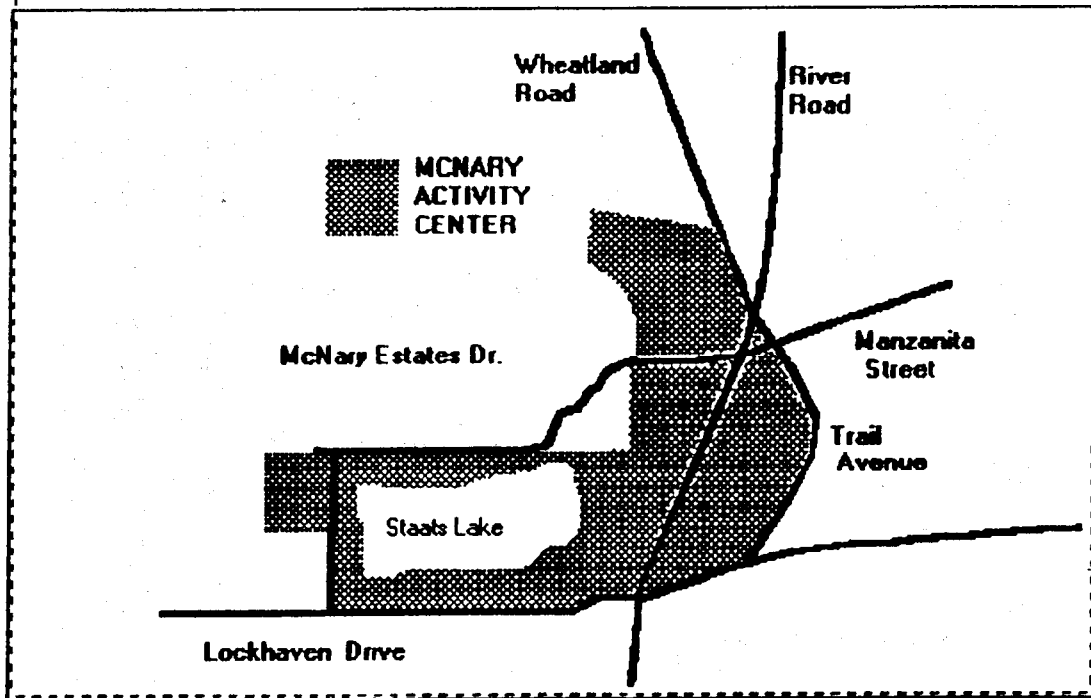 Wheatland
Road
River
Road
MCNARY
ACTIVITY
CENTER
McNary Estates Dr.
Manzanita
Street
Trail
Avenue
Staats Lake
Lockhaven Drive